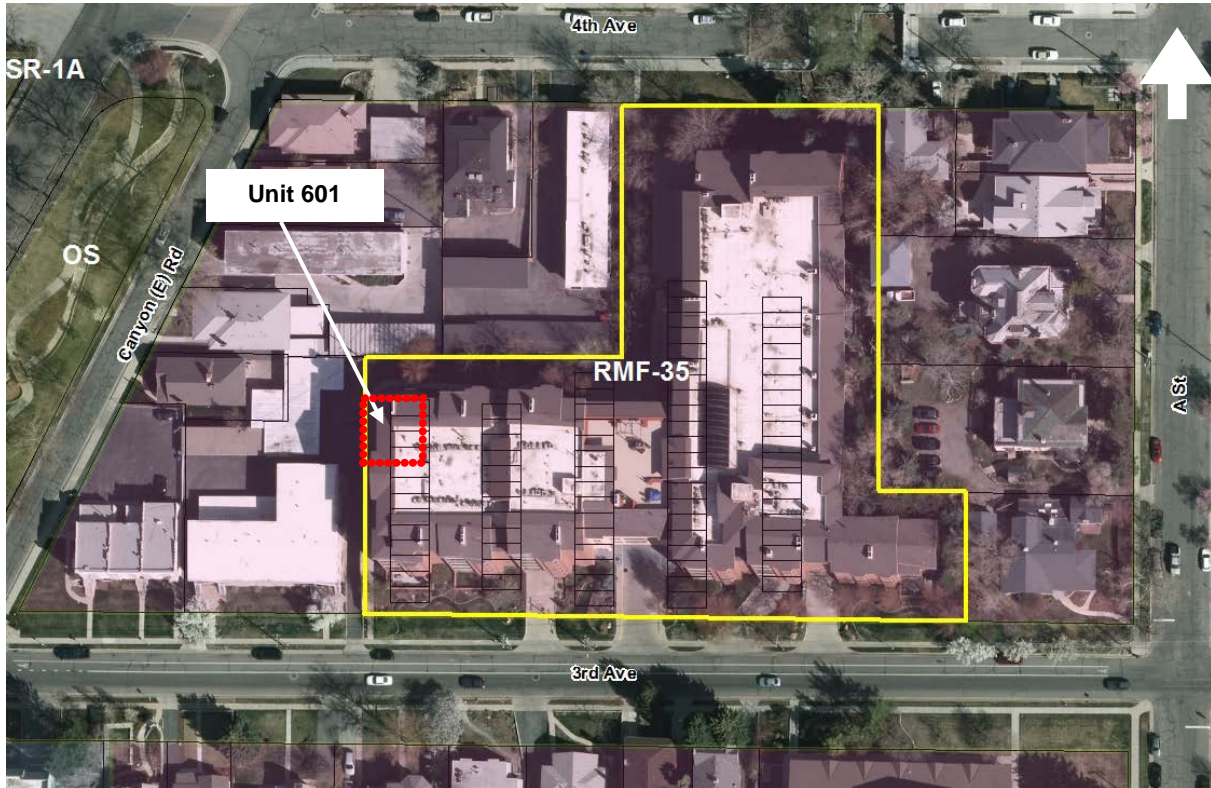 4th Ave
SR-1A
Unit 601
OS
Canyon (E) Rd
RMF-35
A St
3rd Ave